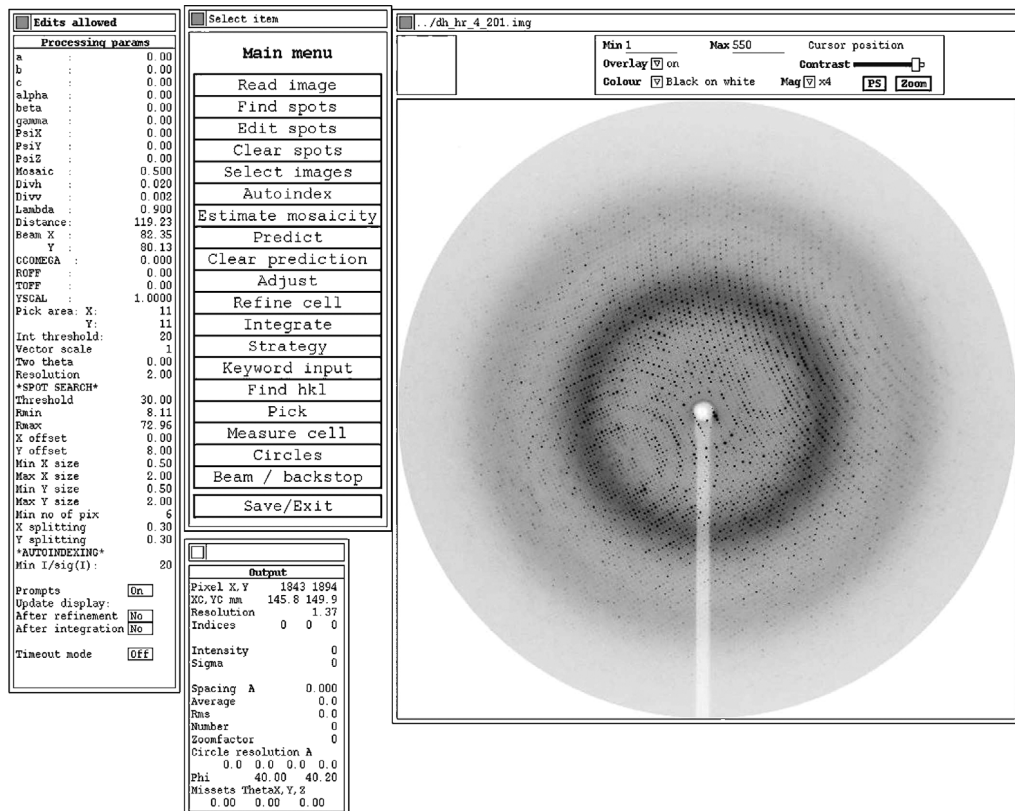 Edits allowed
Processing params
a : 0.00
b : 0.00
c : 0.00
alpha : 0.00
beta : 0.00
gamma : 0.00
PsiX : 0.00
PsiY : 0.00
PsiZ : 0.00
Mosaic : 0.500
Divh : 0.020
Divv : 0.002
Lambda : 0.900
Distance: 119.23
Beam X : 82.35
Y : 80.13
CCOMEGA : 0.000
ROFF : 0.00
TOFF : 0.00
YSCAL : 1.0000
Pick area: X: 11
Y: 11
Int threshold: 20
Vector scale 1
Two theta 0.00
Resolution 2.00
*SPOT SEARCH*
Threshold 30.00
Rmin 8.11
Rmax 72.96
X offset 0.00
Y offset 8.00
Min X size 0.50
Max X size 2.00
Min Y size 0.50
Max Y size 2.00
Min no of pix 6
X splitting 0.30
Y splitting 0.30
*AUTOINDEXING*
Min I/sig(I): 20
Prompts On
Update display:
After refinement No
After integration No
Timeout mode Off
Select item
Main menu
Read image
Find spots
Edit spots
Clear spots
Select images
Autoindex
Estimate mosaicity
Predict
Clear prediction
Adjust
Refine cell
Integrate
Strategy
Keyword input
Find hkl
Pick
Measure cell
Circles
Beam / backstop
Save/Exit
Output
Pixel X,Y 1843 1894
XC,YC mm 145.8 149.9
Resolution 1.37
Indices 0 0 0
Intensity 0
Sigma 0
Spacing A 0.000
Average 0.0
Rms 0.0
Number 0
Zoomfactor 0
Circle resolution A
0.0 0.0 0.0 0.0
Phi 40.00 40.20
Missets ThetaX,Y,Z
0.00 0.00 0.00
../dh_hr_4_201.img
Min 1 Max 550 Cursor position
Overlay on Contrast
Colour Black on white Mag x4 PS Zoom